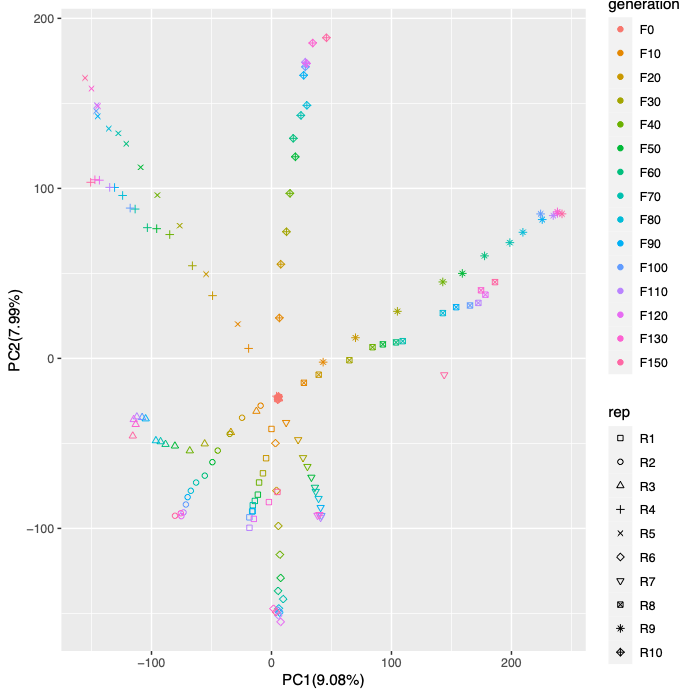 generation
F0
F10
F20
F30
F40
F50
F60
F70
F80
F90
F100
F110
F120
F130
F150
rep
R1
R2
R3
R4
R5
R6
R7
R8
R9
R10
200
100
0
−100
PC2(7.99%)
−100
0
100
200
PC1(9.08%)